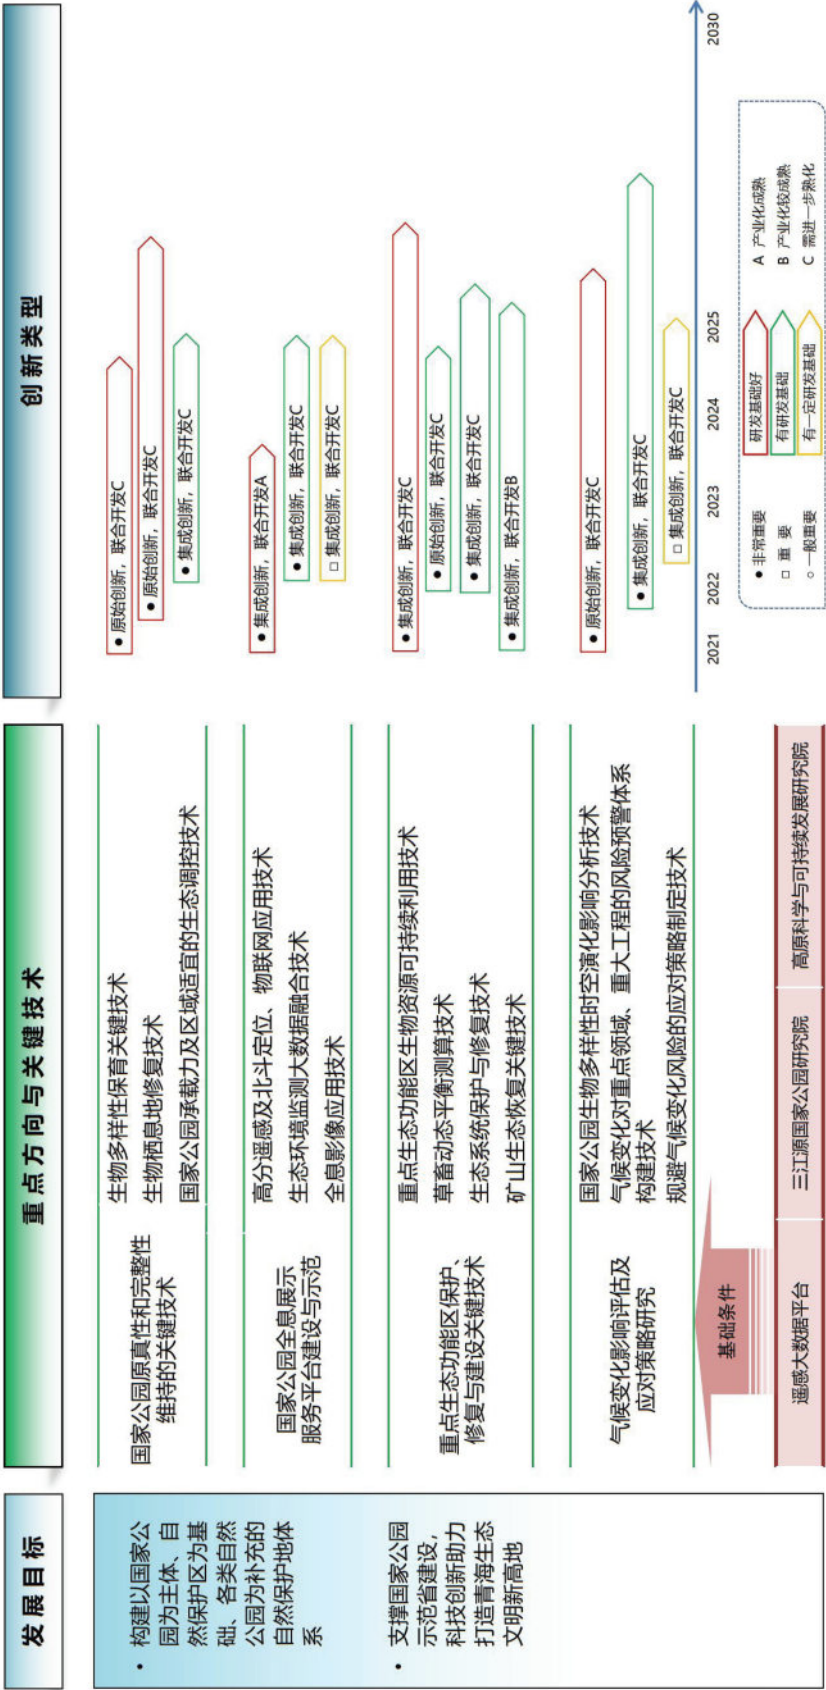 发展目标
• 构建以国家公
园为主体、自
然保护区为基
础、各类自然
公园为补充的
自然保护地体
系
• 支撑国家公园
示范省建设，
科技创新助力
打造青海生态
文明新高地
重点方向与关键技术
国家公园原真性和完整性
维持的关键技术
生物多样性保育关键技术
生物栖息地修复技术
国家公园承载力及区域适宜的生态调控技术
国家公园全息展示
服务平台建设与示范
高分遥感及北斗定位、物联网应用技术
生态环境监测大数据融合技术
全息影像应用技术
重点生态功能区保护、
修复与建设关键技术
重点生态功能区生物资源可持续利用技术
草畜动态平衡测算技术
生态系统保护与修复技术
矿山生态恢复关键技术
气候变化影响评估及
应对策略研究
国家公园生物多样性时空演化影响分析技术
气候变化对重点领域、重大工程的风险预警体系
构建技术
规避气候变化风险的应对策略制定技术
基础条件
遥感大数据平台
三江源国家公园研究院
高原科学与可持续发展研究院
创新类型
● 原始创新，联合开发C
● 原始创新，联合开发C
● 集成创新，联合开发C
● 集成创新，联合开发A
● 集成创新，联合开发C
□ 集成创新，联合开发C
● 集成创新，联合开发C
● 原始创新，联合开发C
● 集成创新，联合开发C
● 集成创新，联合开发B
● 原始创新，联合开发C
● 集成创新，联合开发C
□ 集成创新，联合开发C
2021 2022 2023 2024 2025 2030
● 非常重要 研发基础好 A 产业化成熟
□ 重 要 有研发基础 B 产业化较成熟
○ 一般重要 有一定研发基础 C 需进一步熟化